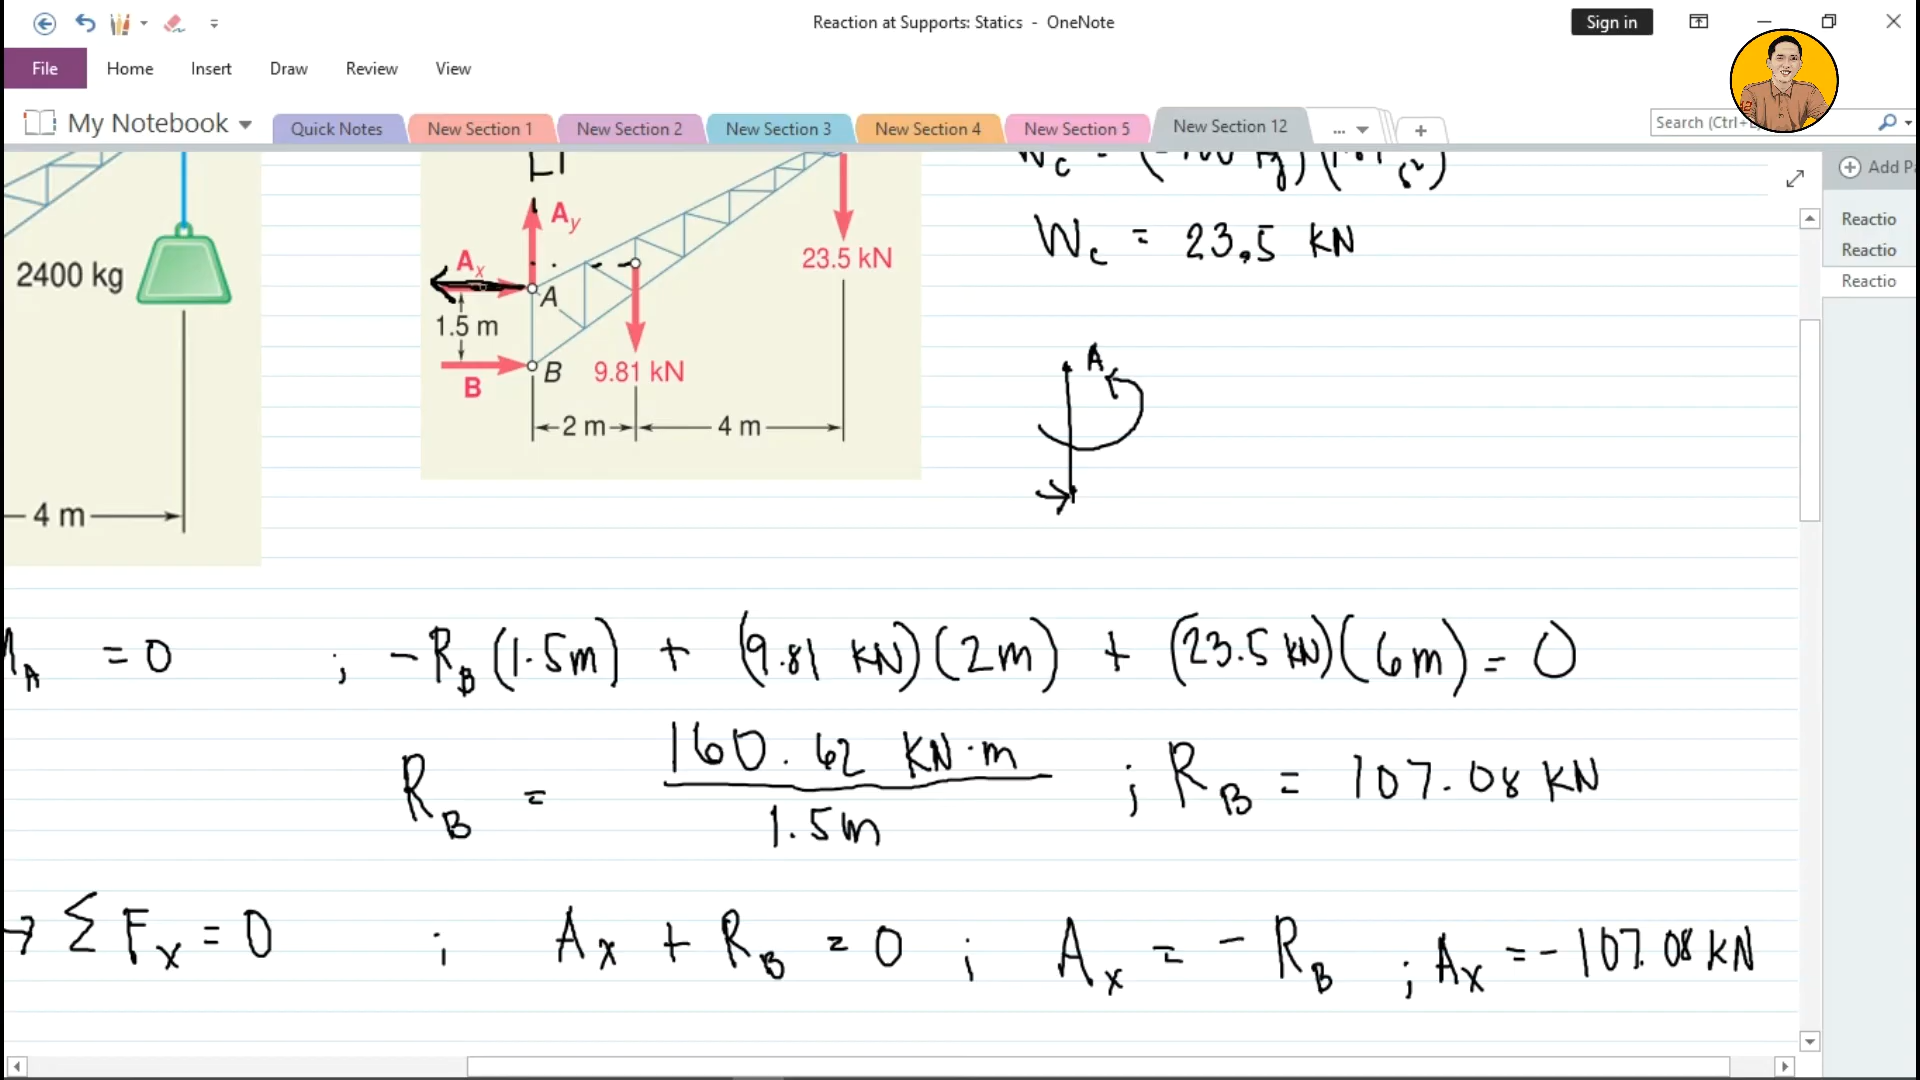 Reaction at Supports: Statics - OneNote
Sign in
File Home Insert Draw Review View
My Notebook
Quick Notes
New Section 1
New Section 2
New Section 3
New Section 4
New Section 5
New Section 12
...
+
Search (Ctrl+
Add P
Reactio
Reactio
Reactio
2400 kg
4 m
Ay
Ax
A
1.5 m
B
B
9.81 kN
23.5 kN
2 m
4 m
Wc = 23.5 KN
A
A = 0 ; -RB (1.5m) + (9.81 KN)(2m) + (23.5 KN)(6m) = 0
RB = 160.62 KN·m / 1.5m ; RB = 107.08 KN
→ Σ Fx = 0 ; Ax + RB = 0 ; Ax = - RB ; Ax = - 107.08 KN